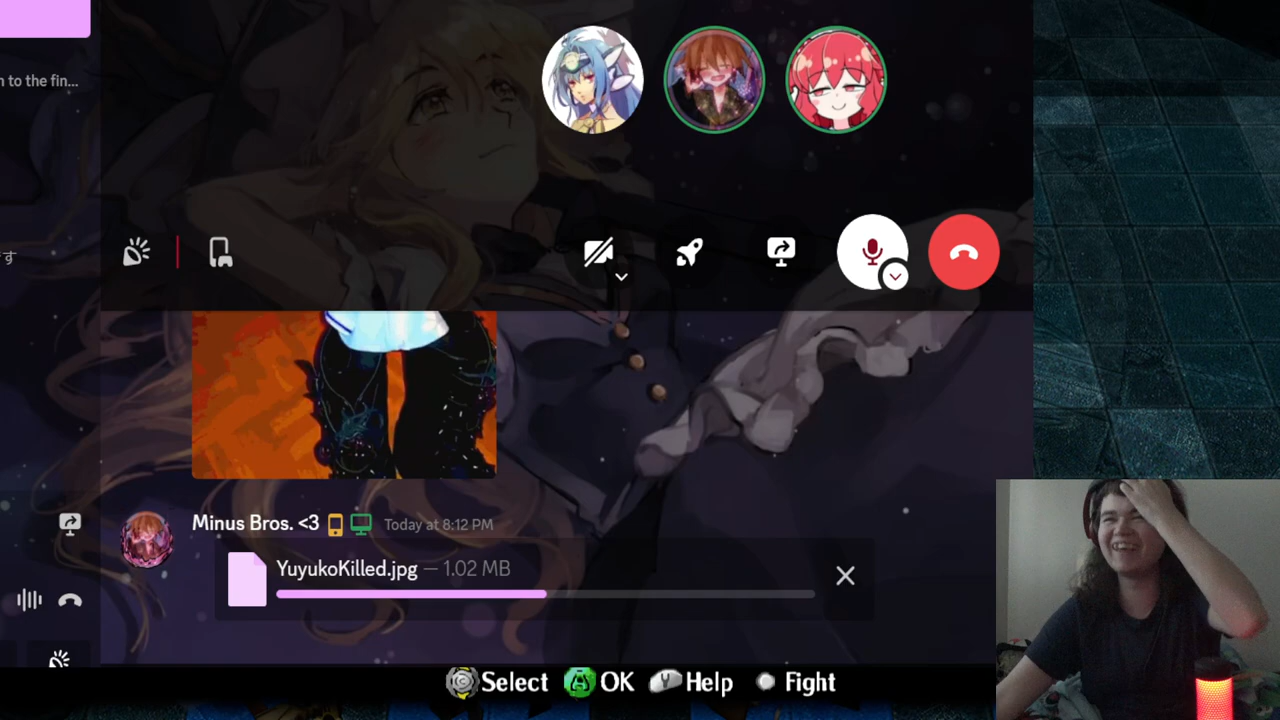 n to the fin...
です
Minus Bros. <3 Today at 8:12 PM
YuyukoKilled.jpg — 1.02 MB
Select OK Y Help Fight